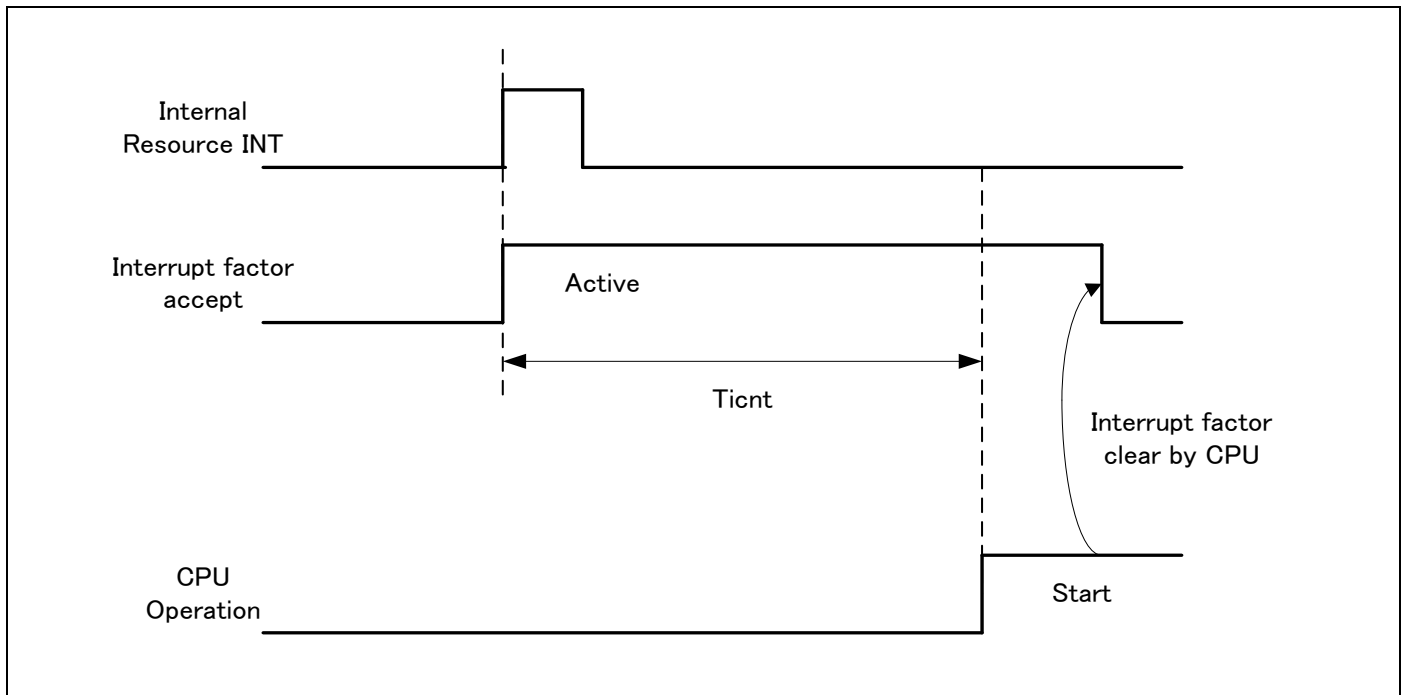 Internal
Resource INT
Interrupt factor
accept
Active
Ticnt
Interrupt factor
clear by CPU
CPU
Operation
Start